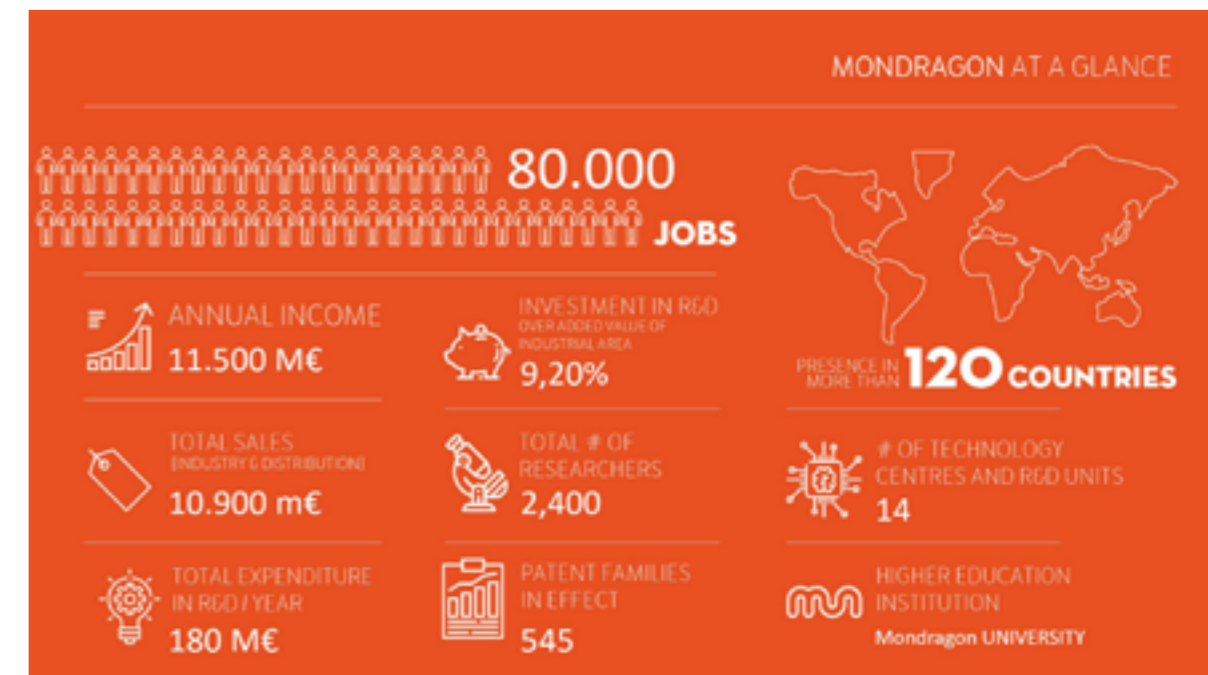 MONDRAGON AT A GLANCE
80.000
JOBS
ANNUAL INCOME
11.500 M€
INVESTMENT IN R&D
OVER ADDED VALUE OF
INDUSTRIAL AREA
9,20%
PRESENCE IN
MORE THAN
120 COUNTRIES
TOTAL SALES
(INDUSTRY & DISTRIBUTION)
10.900 m€
TOTAL # OF
RESEARCHERS
2,400
# OF TECHNOLOGY
CENTRES AND R&D UNITS
14
TOTAL EXPENDITURE
IN R&D / YEAR
180 M€
PATENT FAMILIES
IN EFFECT
545
HIGHER EDUCATION
INSTITUTION
Mondragon UNIVERSITY